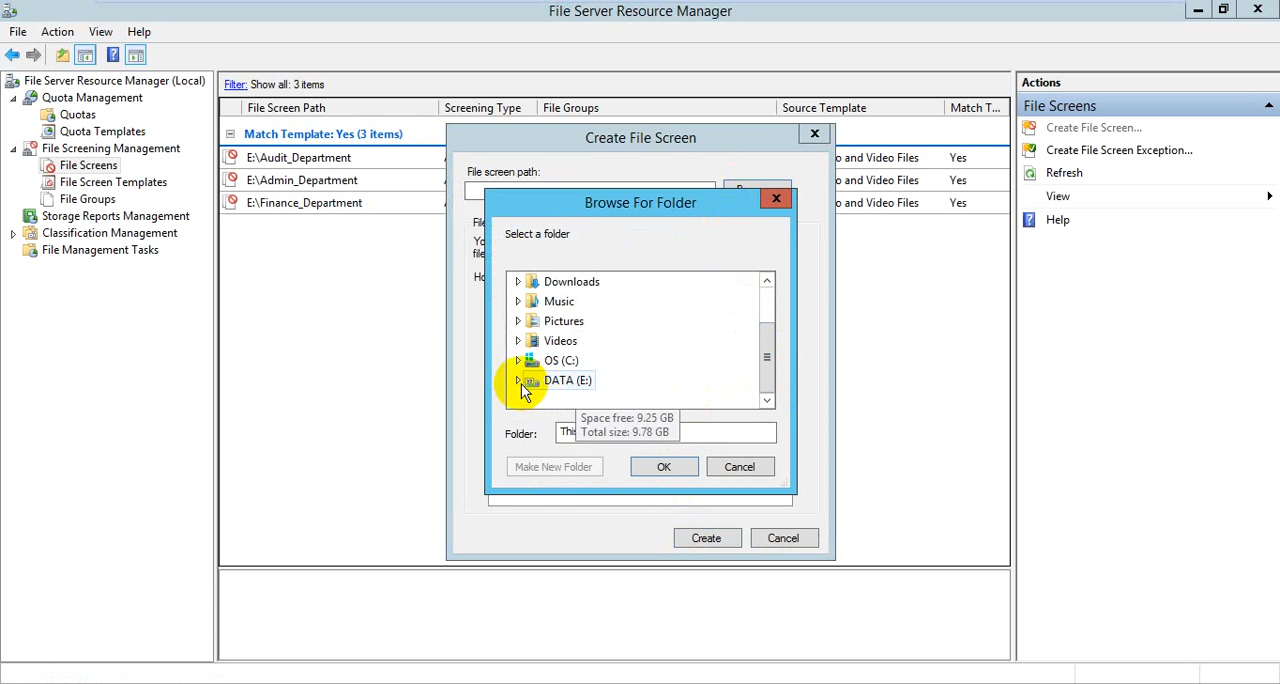 File Server Resource Manager
File Action View Help
File Server Resource Manager (Local)
Quota Management
Quotas
Quota Templates
File Screening Management
File Screens
File Screen Templates
File Groups
Storage Reports Management
Classification Management
File Management Tasks
Filter: Show all: 3 items
File Screen Path Screening Type File Groups Source Template Match T...
Match Template: Yes (3 items)
E:\Audit_Department o and Video Files Yes
E:\Admin_Department o and Video Files Yes
E:\Finance_Department o and Video Files Yes
Create File Screen
File screen path:
Browse For Folder
Select a folder
Downloads
Music
Pictures
Videos
OS (C:)
DATA (E:)
Space free: 9.25 GB
Total size: 9.78 GB
Folder: This
Make New Folder OK Cancel
Create Cancel
Actions
File Screens
Create File Screen...
Create File Screen Exception...
Refresh
View
Help